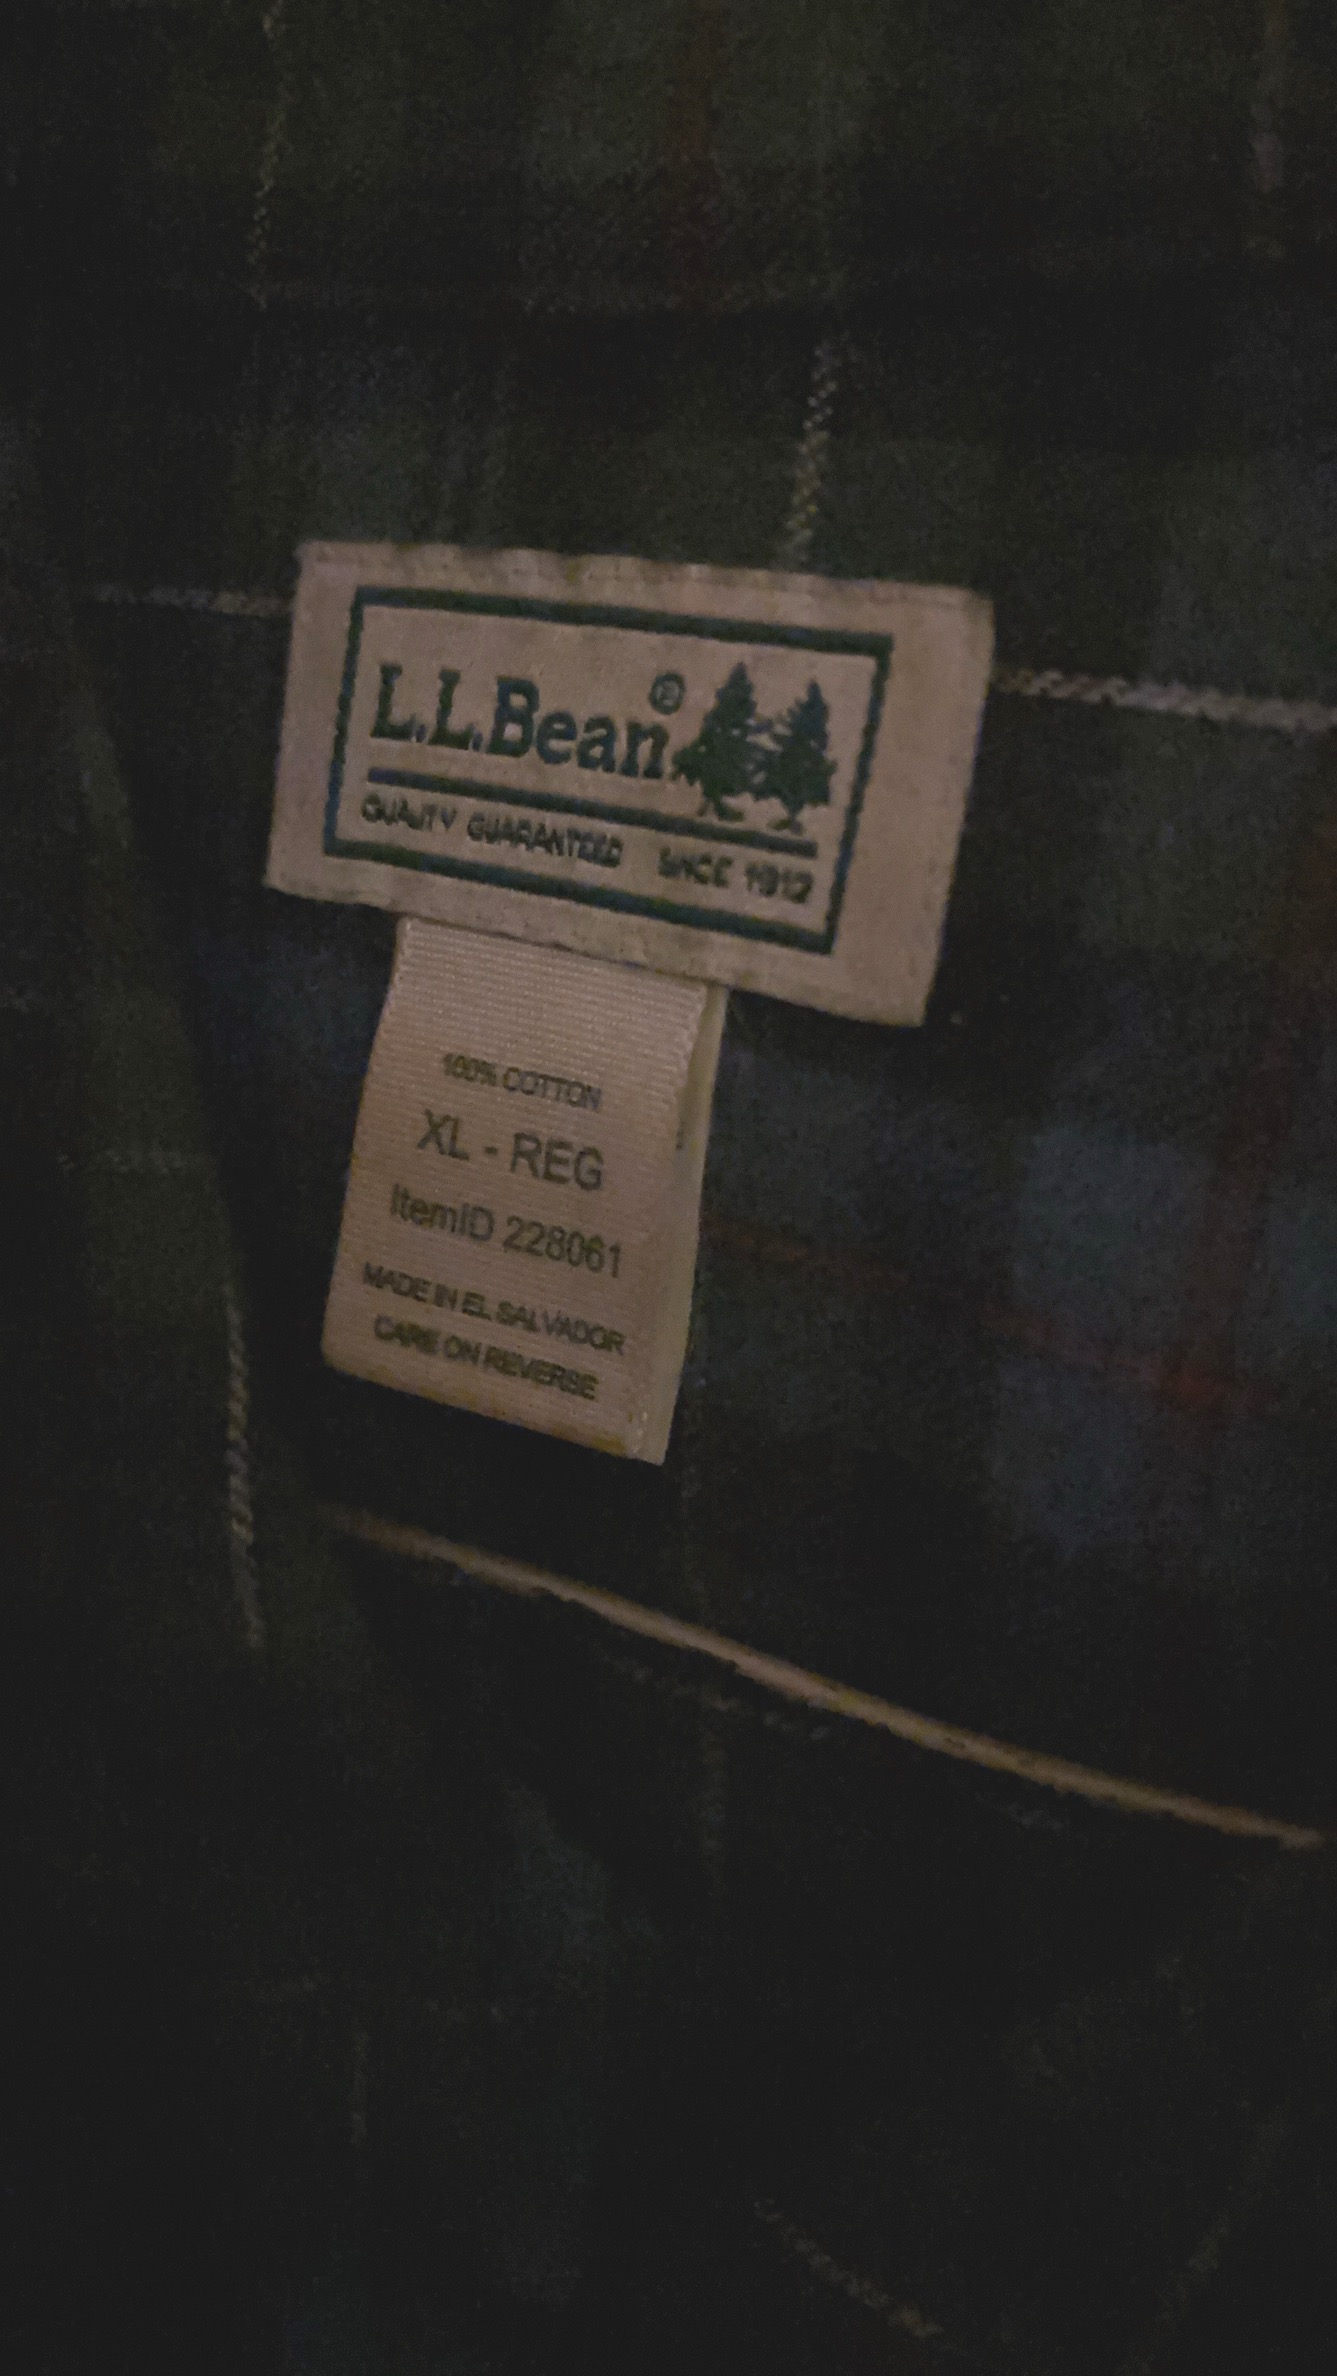 L.L.Bean®
QUALITY GUARANTEED SINCE 1912
100% COTTON
XL - REG
ItemID 228061
MADE IN EL SALVADOR
CARE ON REVERSE